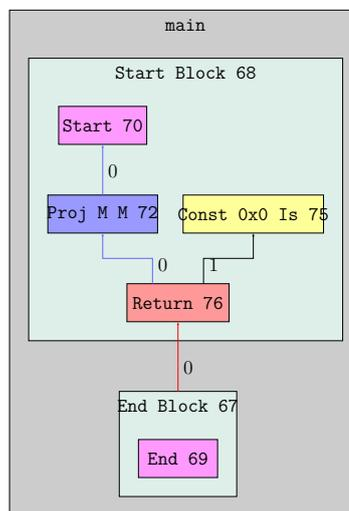 main
Start Block 68
Start 70
0
Proj M M 72
Const 0x0 Is 75
0
1
Return 76
0
End Block 67
End 69